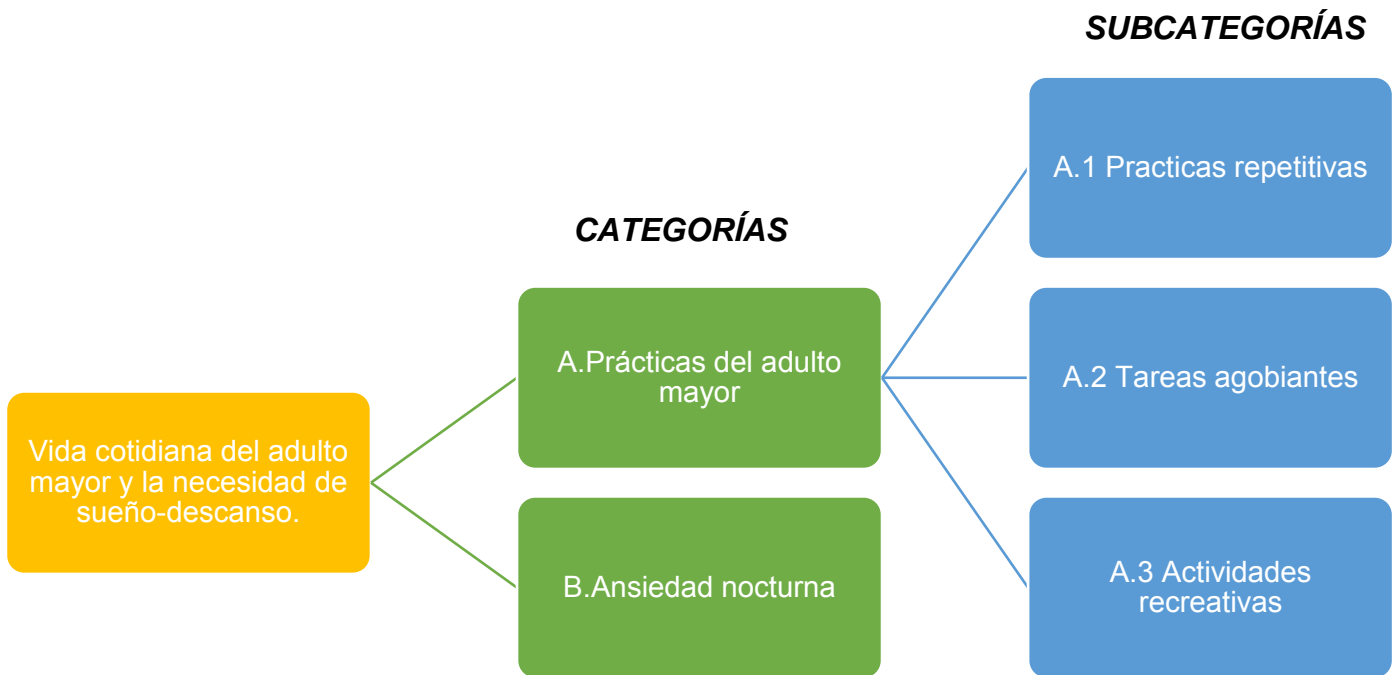 SUBCATEGORÍAS
A.1 Practicas repetitivas
CATEGORÍAS
A.Prácticas del adulto
mayor
A.2 Tareas agobiantes
Vida cotidiana del adulto
mayor y la necesidad de
sueño-descanso.
B.Ansiedad nocturna
A.3 Actividades
recreativas